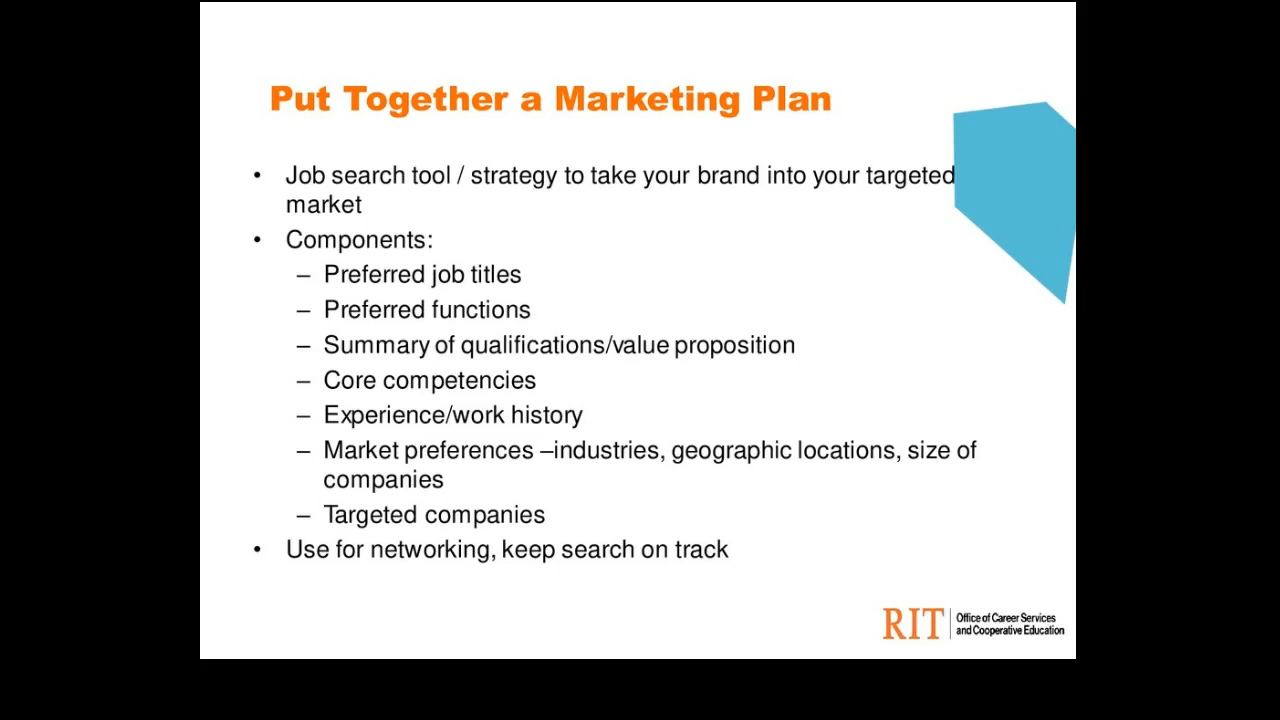 Put Together a Marketing Plan
• Job search tool / strategy to take your brand into your targeted
market
• Components:
– Preferred job titles
– Preferred functions
– Summary of qualifications/value proposition
– Core competencies
– Experience/work history
– Market preferences –industries, geographic locations, size of
companies
– Targeted companies
• Use for networking, keep search on track
RIT
Office of Career Services
and Cooperative Education